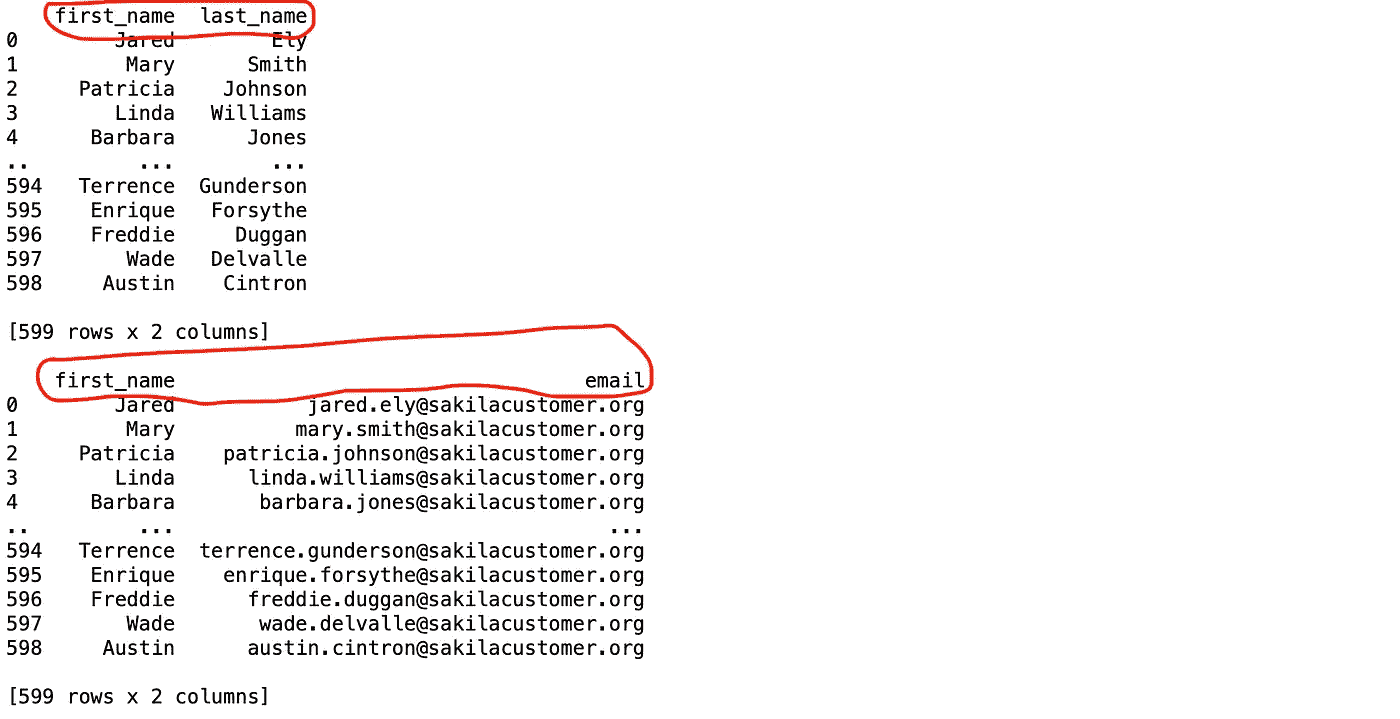 first_name last_name
0 Jared Ely
1 Mary Smith
2 Patricia Johnson
3 Linda Williams
4 Barbara Jones
.. ... ...
594 Terrence Gunderson
595 Enrique Forsythe
596 Freddie Duggan
597 Wade Delvalle
598 Austin Cintron
[599 rows x 2 columns]
first_name email
0 Jared jared.ely@sakilacustomer.org
1 Mary mary.smith@sakilacustomer.org
2 Patricia patricia.johnson@sakilacustomer.org
3 Linda linda.williams@sakilacustomer.org
4 Barbara barbara.jones@sakilacustomer.org
.. ... ...
594 Terrence terrence.gunderson@sakilacustomer.org
595 Enrique enrique.forsythe@sakilacustomer.org
596 Freddie freddie.duggan@sakilacustomer.org
597 Wade wade.delvalle@sakilacustomer.org
598 Austin austin.cintron@sakilacustomer.org
[599 rows x 2 columns]